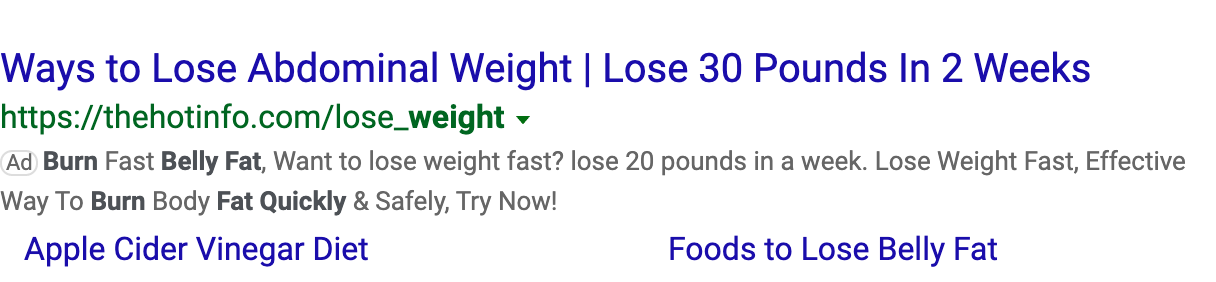 Ways to Lose Abdominal Weight | Lose 30 Pounds In 2 Weeks
https://thehotinfo.com/lose_weight
Ad Burn Fast Belly Fat, Want to lose weight fast? lose 20 pounds in a week. Lose Weight Fast, Effective
Way To Burn Body Fat Quickly & Safely, Try Now!
Apple Cider Vinegar Diet Foods to Lose Belly Fat